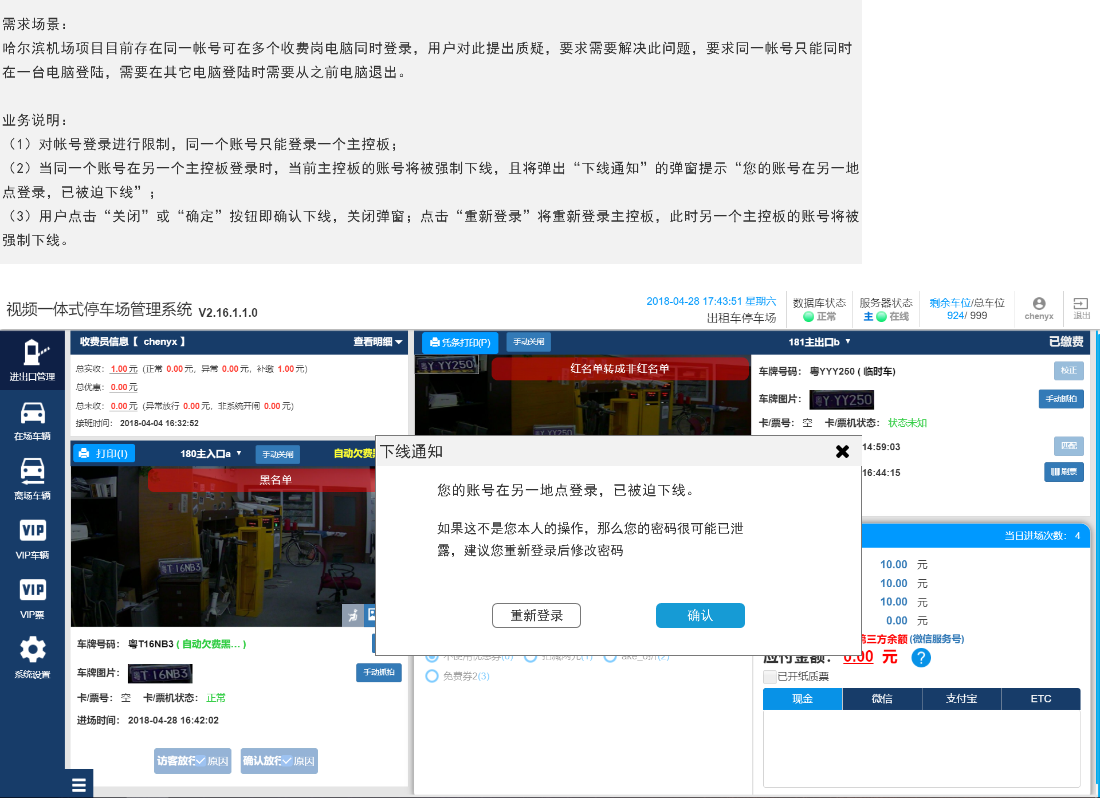 需求场景：
哈尔滨机场项目目前存在同一帐号可在多个收费岗电脑同时登录，用户对此提出质疑，要求需要解决此问题，要求同一帐号只能同时
在一台电脑登陆，需要在其它电脑登陆时需要从之前电脑退出。
业务说明：
（1）对帐号登录进行限制，同一个账号只能登录一个主控板；
（2）当同一个账号在另一个主控板登录时，当前主控板的账号将被强制下线，且将弹出“下线通知”的弹窗提示“您的账号在另一地
点登录，已被迫下线”；
（3）用户点击“关闭”或“确定”按钮即确认下线，关闭弹窗；点击“重新登录”将重新登录主控板，此时另一个主控板的账号将被
强制下线。
视频一体式停车场管理系统 V2.16.1.1.0
2018-04-28 17:43:51 星期六
出租车停车场
数据库状态
正常
服务器状态
主 在线
剩余车位/总车位
924/ 999
chenyx
退出
进出口管理
在场车辆
离场车辆
VIP
VIP车辆
VIP
VIP票
系统设置
收费员信息【 chenyx 】 查看明细
总实收： 1.00元 (正常 0.00元、异常 0.00元、补缴 1.00元)
总优惠： 0.00元
总未收： 0.00元 (异常放行 0.00元、非系统开闸 0.00元)
接班时间： 2018-04-04 16:32:52
打印(I) 180主入口a 手动关闸 自动欠费黑
黑名单
车牌号码： 粤T16NB3 ( 自动欠费黑... )
车牌图片： 粤T 16NB3 手动抓拍
卡/票号： 空 卡/票机状态： 正常
进场时间： 2018-04-28 16:42:02
访客放行 原因 确认放行 原因
凭条打印(P) 手动关闸 181主出口b 已缴费
红名单转成非红名单
车牌号码： 粤YYY250 ( 临时车) 校正
车牌图片： 粤Y YY250 手动抓拍
卡/票号： 空 卡/票机状态： 状态未知
14:59:03 匹配
16:44:15 刷票
下线通知
您的账号在另一地点登录，已被迫下线。
如果这不是您本人的操作，那么您的密码很可能已泄
露，建议您重新登录后修改密码
重新登录 确认
当日进场次数： 4
10.00 元
10.00 元
10.00 元
0.00 元
第三方余额 (微信服务号)
应付金额： 0.00 元 ?
免费券2(3)
已开纸质票
现金 微信 支付宝 ETC